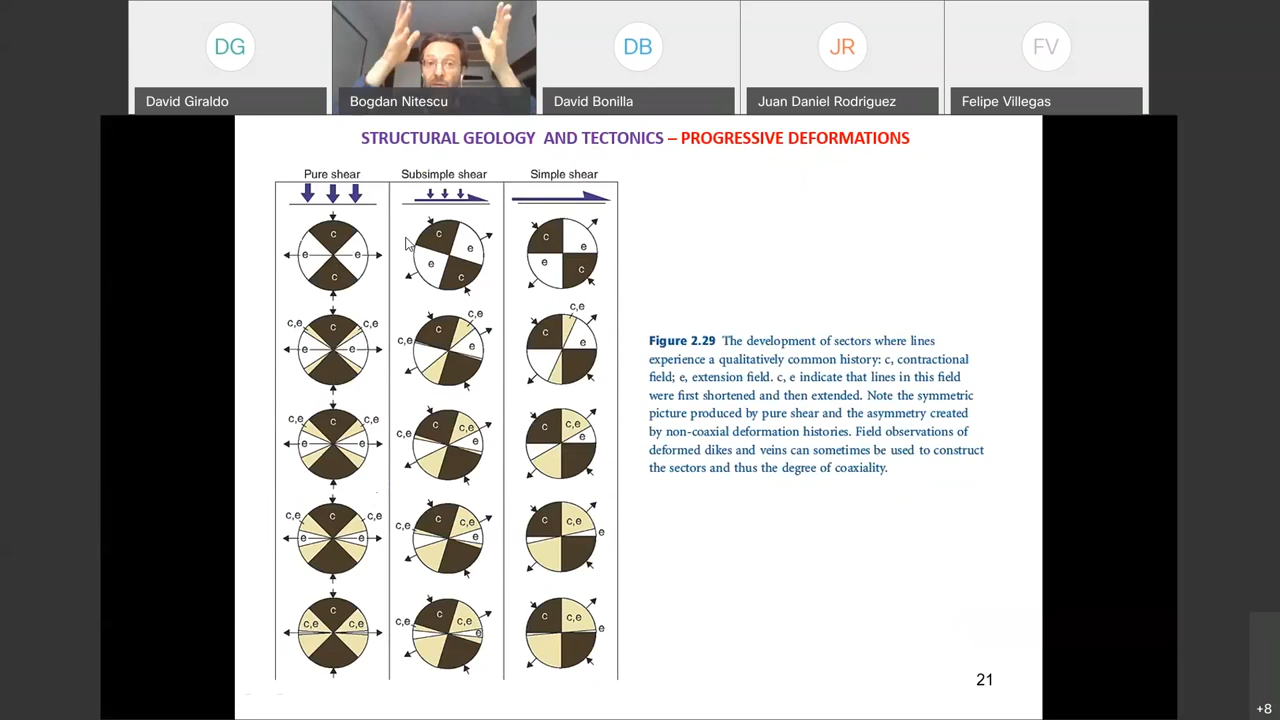 DG
DB
JR
FV
David Giraldo
Bogdan Nitescu
David Bonilla
Juan Daniel Rodriguez
Felipe Villegas
STRUCTURAL GEOLOGY AND TECTONICS – PROGRESSIVE DEFORMATIONS
Pure shear
Subsimple shear
Simple shear
c
e
e
c
c
e
e
c
c
e
e
c
c,e
c,e
c
e
e
c,e
c,e
c
e
c,e
c
e
c,e
c,e
c
e
e
c,e
c
c,e
e
c
c,e
e
c,e
c,e
c
e
e
c,e
c
c,e
e
c
c,e
e
c
c,e
c,e
c,e
c
c,e
e
c
c,e
e
Figure 2.29 The development of sectors where lines
experience a qualitatively common history: c, contractional
field; e, extension field. c, e indicate that lines in this field
were first shortened and then extended. Note the symmetric
picture produced by pure shear and the asymmetry created
by non-coaxial deformation histories. Field observations of
deformed dikes and veins can sometimes be used to construct
the sectors and thus the degree of coaxiality.
21
+8